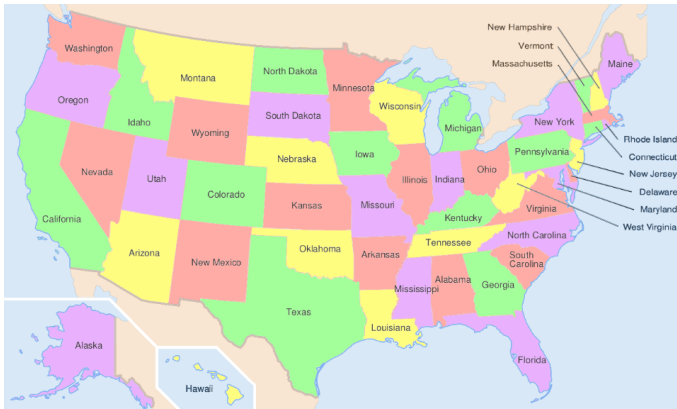 New Hampshire
Vermont
Massachusetts
Washington
Montana
North Dakota
Minnesota
Maine
Oregon
Idaho
Wyoming
South Dakota
Wisconsin
Michigan
New York
Rhode Island
Connecticut
New Jersey
Delaware
Maryland
West Virginia
Nevada
Utah
Colorado
Nebraska
Iowa
Illinois
Indiana
Ohio
Pennsylvania
California
Kansas
Missouri
Kentucky
Virginia
Arizona
New Mexico
Oklahoma
Arkansas
Tennessee
North Carolina
South
Carolina
Texas
Louisiana
Mississippi
Alabama
Georgia
Florida
Alaska
Hawaii